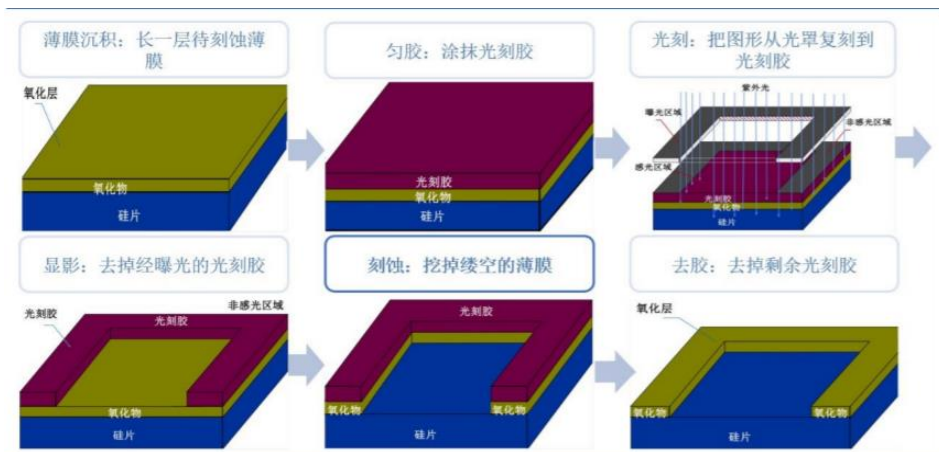 薄膜沉积：长一层待刻蚀薄
膜
匀胶：涂抹光刻胶
光刻：把图形从光罩复刻到
光刻胶
氧化层
氧化物
硅片
光刻胶
氧化物
硅片
紫外光
曝光区域
非感光区域
感光区域
光刻胶
氧化物
硅片
显影：去掉经曝光的光刻胶
刻蚀：挖掉缕空的薄膜
去胶：去掉剩余光刻胶
光刻胶
非感光区域
光刻胶
氧化物
硅片
光刻胶
氧化物
氧化物
硅片
氧化层
氧化物
氧化物
硅片